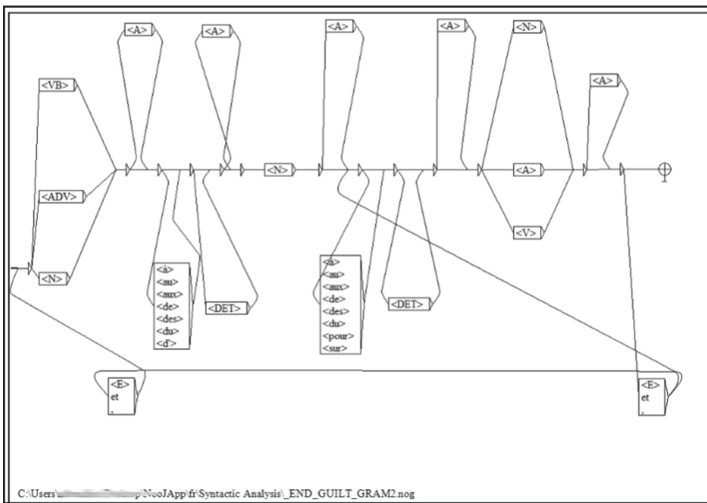 <A>
<A>
<A>
<A>
<N>
<A>
<VB>
<N>
<A>
<ADV>
<V>
<N>
<à>
<au>
<aux>
<de>
<des>
<du>
<d'>
<DET>
<a>
<au>
<aux>
<de>
<des>
<du>
<pour>
<sur>
<DET>
<E>
et
,
<E>
et
,
C:\Users\ \NooJApp\fr\Syntactic Analysis\_END_GUILT_GRAM2.nog